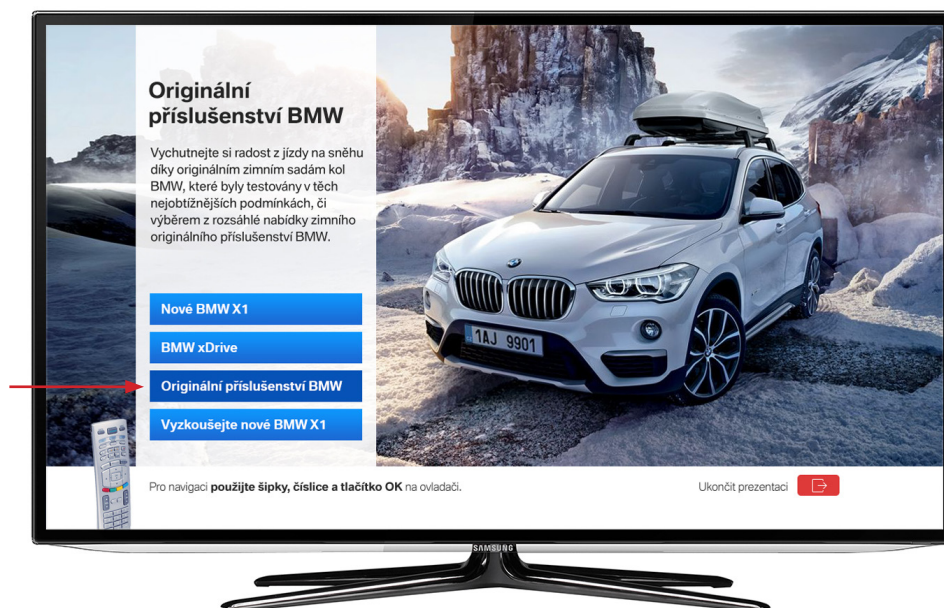 Originální
příslušenství BMW
Vychutnejte si radost z jízdy na sněhu
díky originálním zimním sadám kol
BMW, které byly testovány v těch
nejobtížnějších podmínkách, či
výběrem z rozsáhlé nabídky zimního
originálního příslušenství BMW.
Nové BMW X1
BMW xDrive
Originální příslušenství BMW
Vyzkoušejte nové BMW X1
1AJ 9901
Pro navigaci použijte šipky, číslice a tlačítko OK na ovladači.
Ukončit prezentaci
SAMSUNG